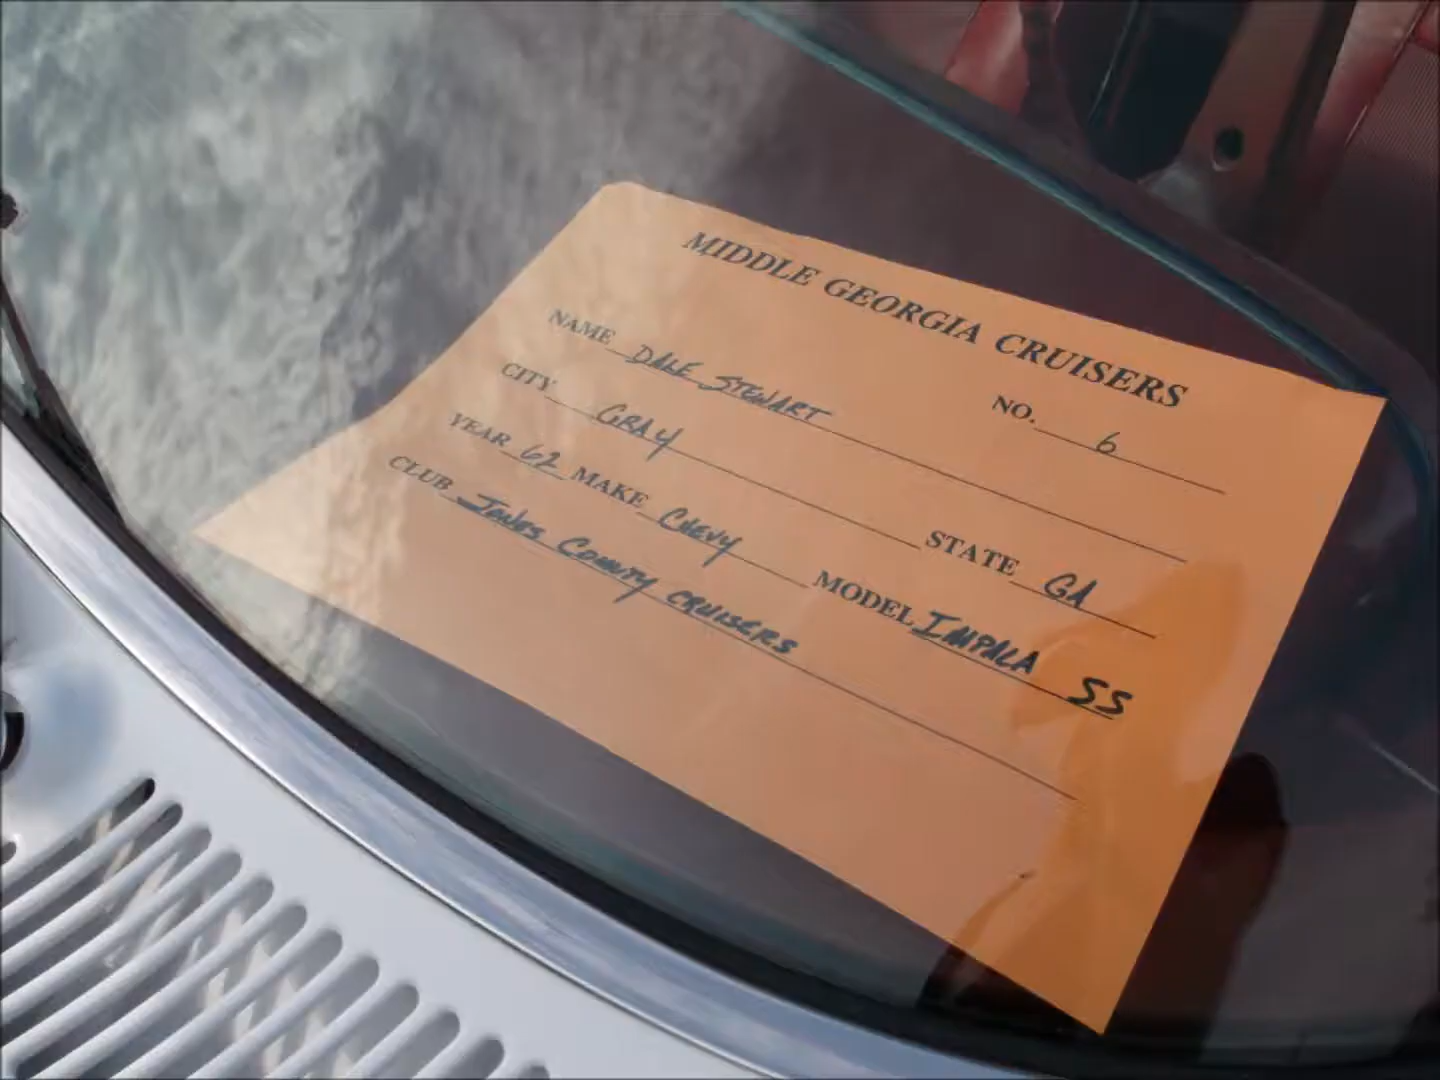 MIDDLE GEORGIA CRUISERS
NO. 6
NAME DALE STEWART
CITY GRAY STATE GA
YEAR 62 MAKE CHEVY MODEL IMPALA SS
CLUB JONES COUNTY CRUISERS